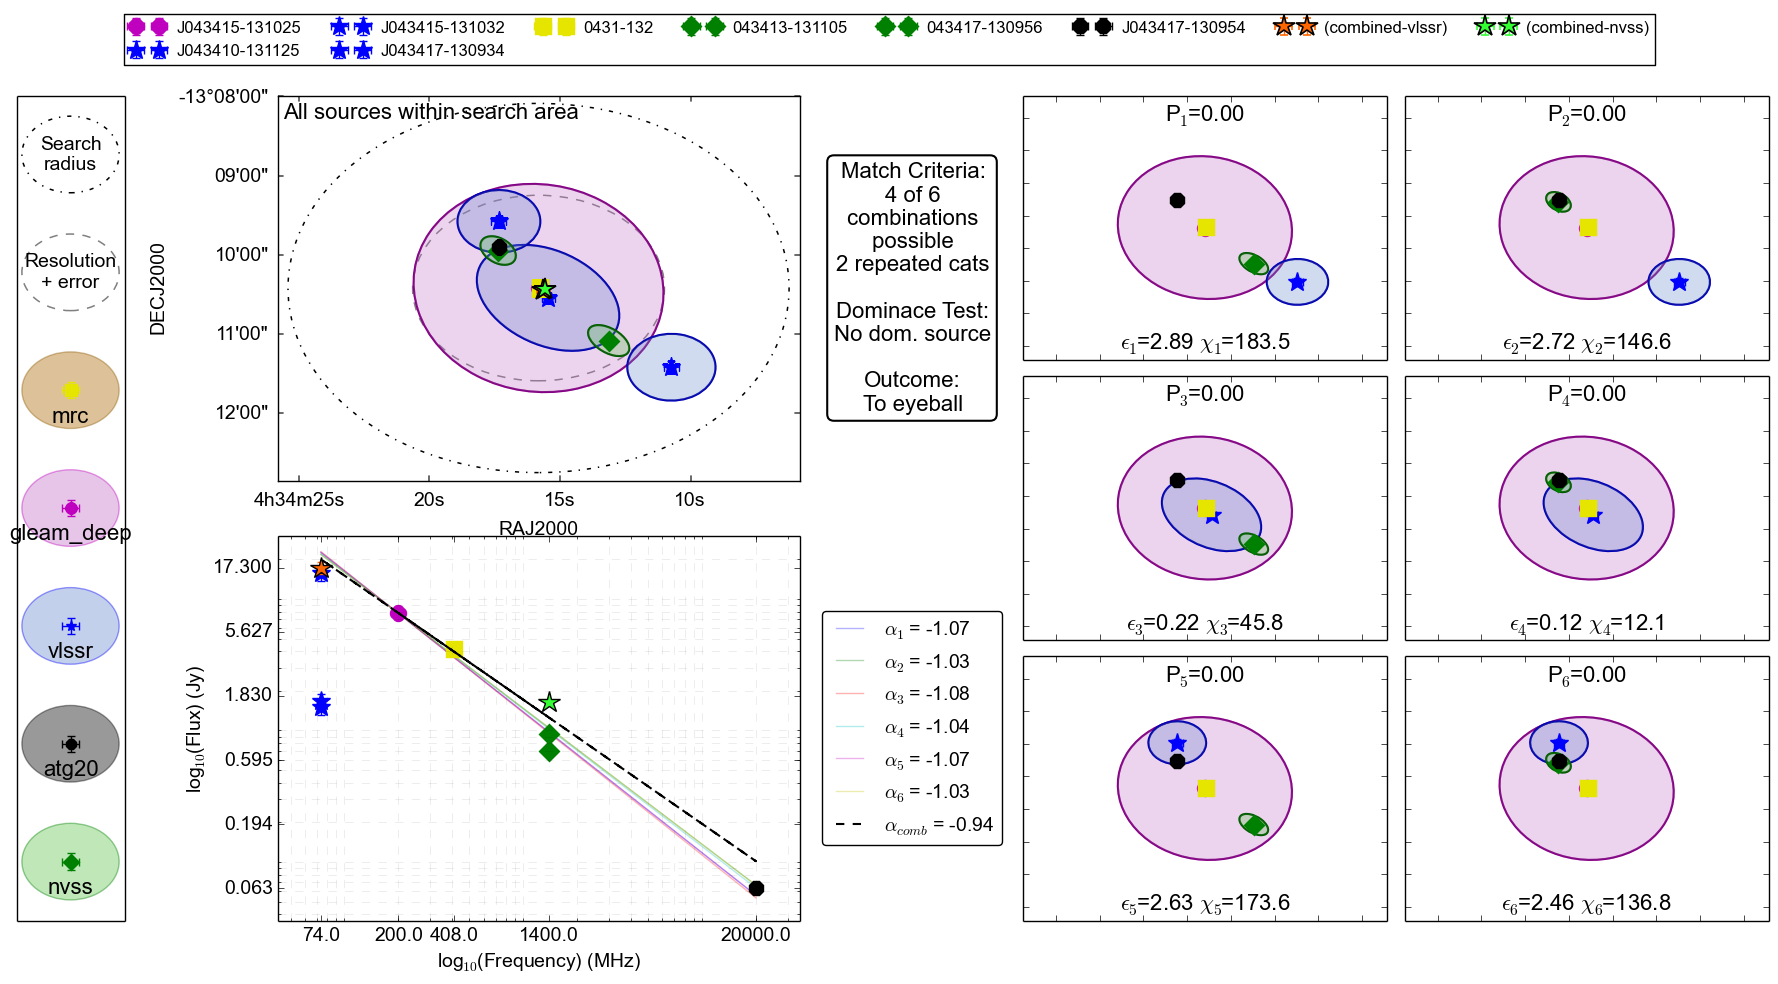 J043415-131025 J043415-131032 0431-132 043413-131105 043417-130956 J043417-130954 (combined-vlssr) (combined-nvss)
J043410-131125 J043417-130934
Search
radius
Resolution
+ error
mrc
gleam_deep
vlssr
atg20
nvss
All sources within search area
-13°08'00"
09'00"
10'00"
11'00"
12'00"
DECJ2000
4h34m25s 20s 15s 10s
RAJ2000
Match Criteria:
4 of 6
combinations
possible
2 repeated cats
Dominace Test:
No dom. source
Outcome:
To eyeball
17.300
5.627
1.830
0.595
0.194
0.063
log₁₀(Flux) (Jy)
74.0 200.0 408.0 1400.0 20000.0
log₁₀(Frequency) (MHz)
α₁ = -1.07
α₂ = -1.03
α₃ = -1.08
α₄ = -1.04
α₅ = -1.07
α₆ = -1.03
α_comb = -0.94
P₁=0.00
ϵ₁=2.89 χ₁=183.5
P₂=0.00
ϵ₂=2.72 χ₂=146.6
P₃=0.00
ϵ₃=0.22 χ₃=45.8
P₄=0.00
ϵ₄=0.12 χ₄=12.1
P₅=0.00
ϵ₅=2.63 χ₅=173.6
P₆=0.00
ϵ₆=2.46 χ₆=136.8